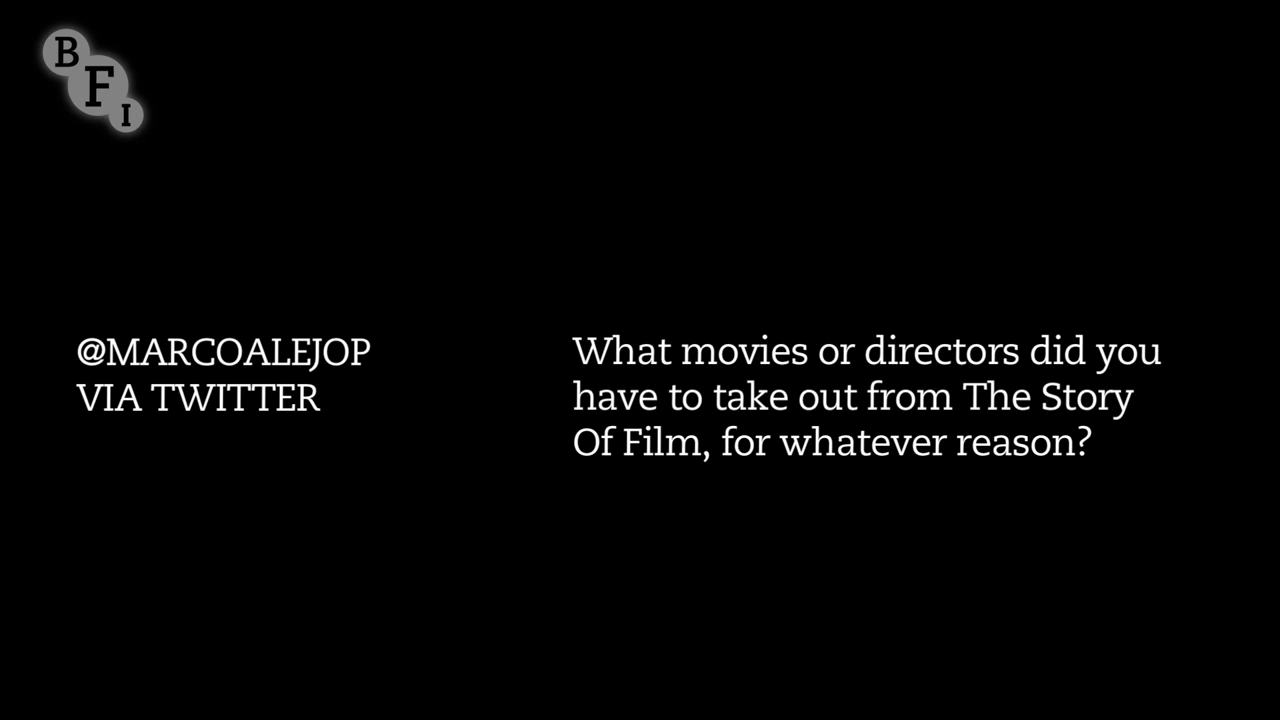 BFI
@MARCOALEJOP
VIA TWITTER
What movies or directors did you
have to take out from The Story
Of Film, for whatever reason?